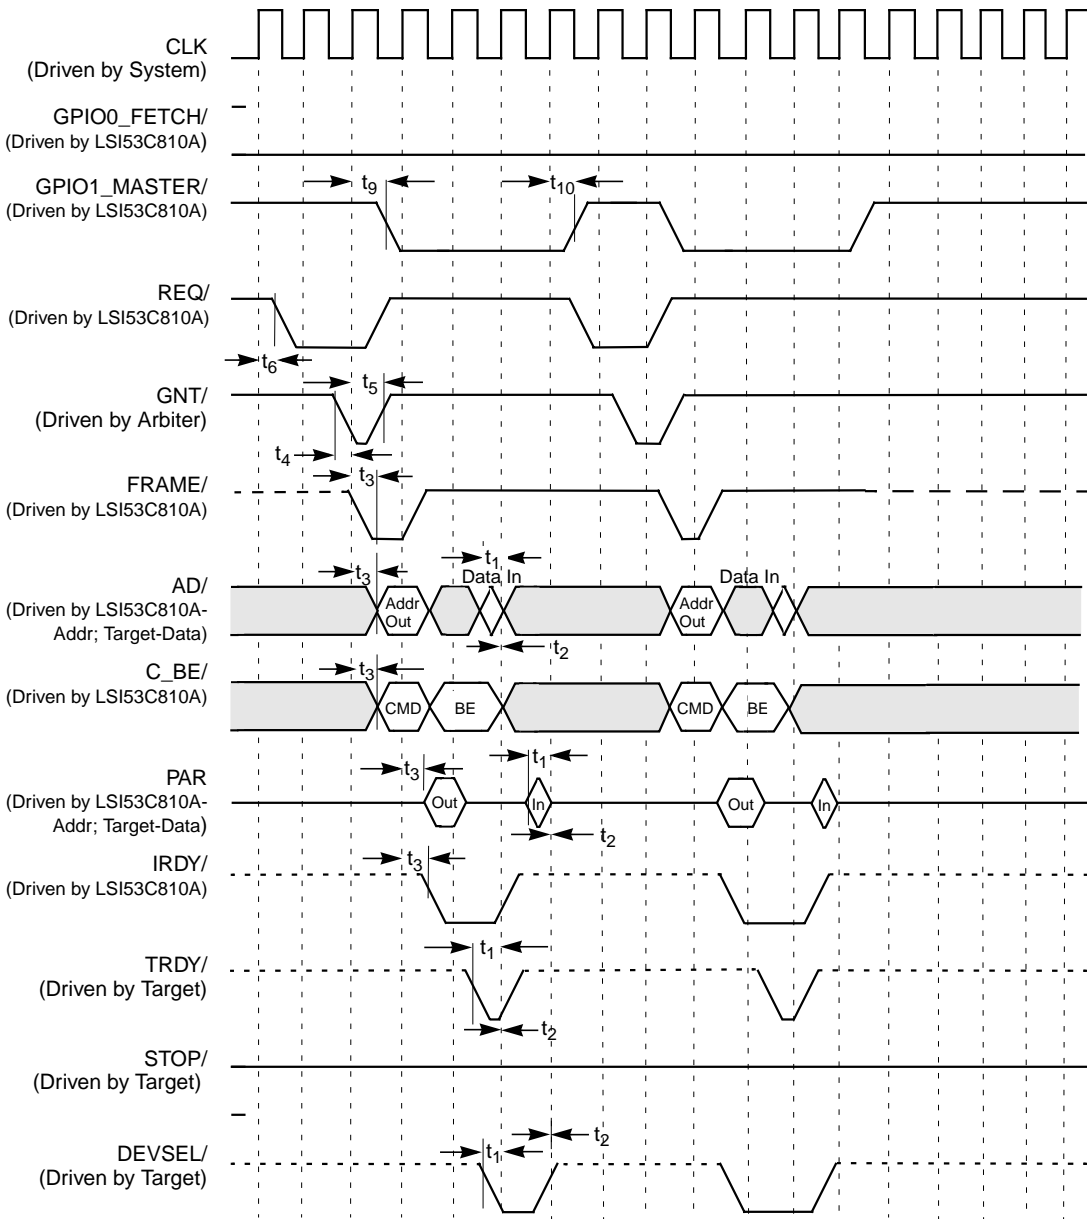 CLK
(Driven by System)
GPIO0_FETCH/
(Driven by LSI53C810A)
GPIO1_MASTER/
(Driven by LSI53C810A)
t9
t10
REQ/
(Driven by LSI53C810A)
t6
t5
GNT/
(Driven by Arbiter)
t4
t3
FRAME/
(Driven by LSI53C810A)
t1
t3
Data In
Data In
AD/
(Driven by LSI53C810A-
Addr; Target-Data)
Addr
Out
Addr
Out
t2
C_BE/
(Driven by LSI53C810A)
t3
CMD
BE
CMD
BE
PAR
(Driven by LSI53C810A-
Addr; Target-Data)
t3
t1
Out
In
Out
In
t2
IRDY/
(Driven by LSI53C810A)
t3
TRDY/
(Driven by Target)
t1
t2
STOP/
(Driven by Target)
DEVSEL/
(Driven by Target)
t2
t1